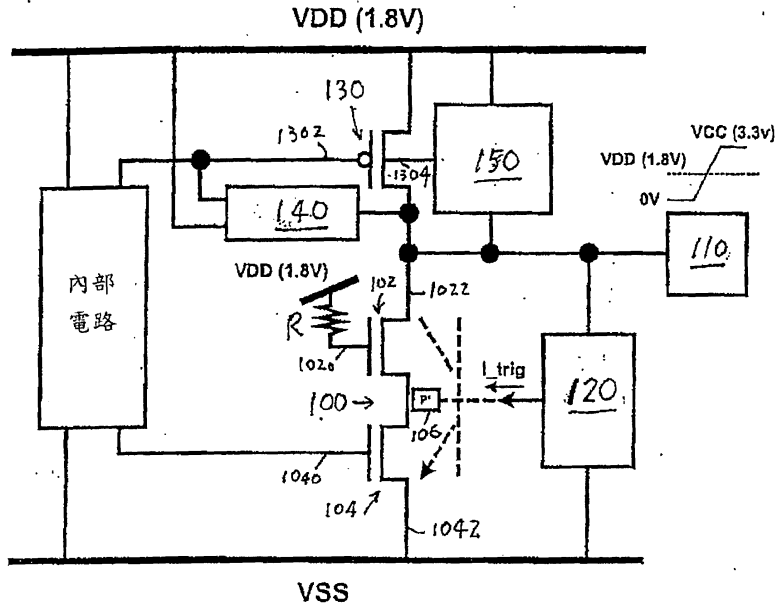 VDD (1.8V)
130
1302
1304
150
VCC (3.3v)
VDD (1.8V)
0V
140
110
內部
電路
VDD (1.8V)
102
1022
R
1020
I_trig
100
P+
106
120
1040
104
1042
VSS